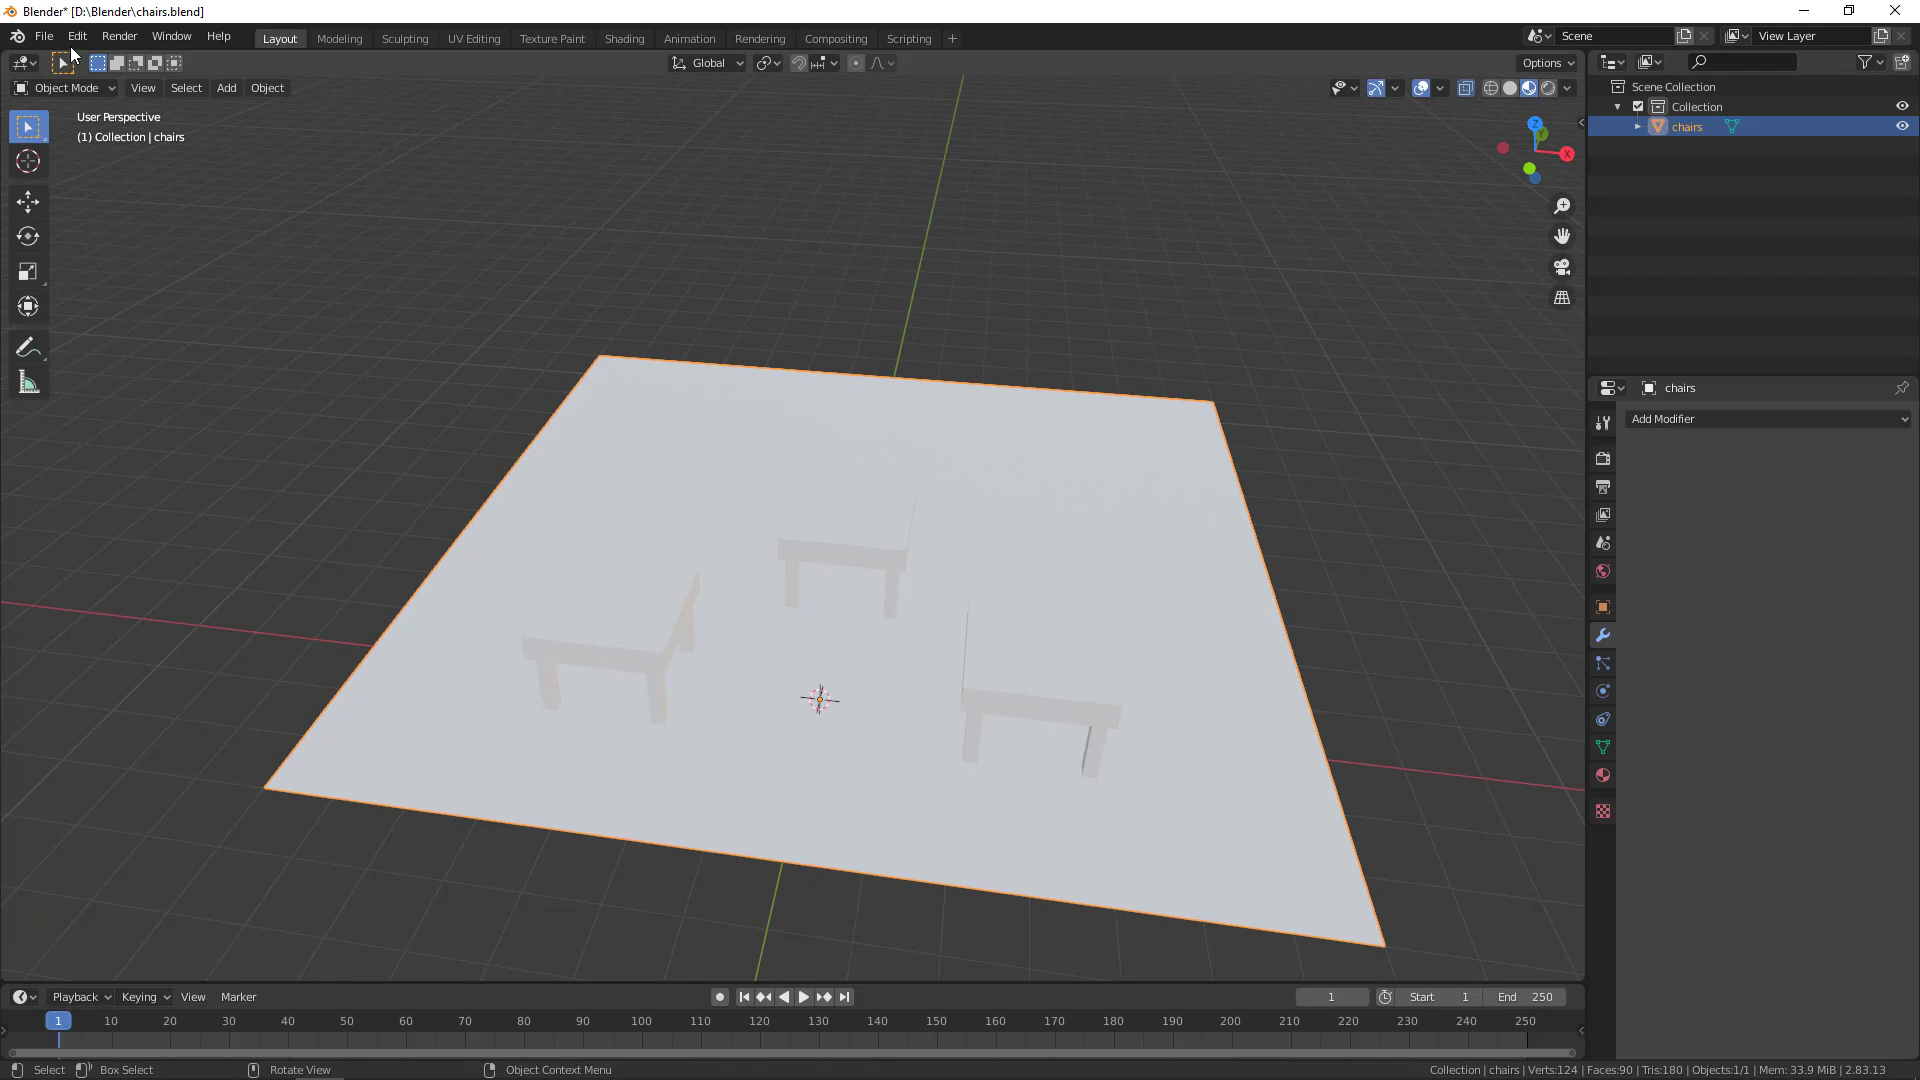 Blender* [D:\Blender\chairs.blend]
File Edit Render Window Help Layout Modeling Sculpting UV Editing Texture Paint Shading Animation Rendering Compositing Scripting + Scene View Layer
Global Options
Object Mode View Select Add Object
User Perspective
(1) Collection | chairs
Z
Y
X
Scene Collection
Collection
chairs
chairs
Add Modifier
Playback Keying View Marker 1 Start 1 End 250
1 10 20 30 40 50 60 70 80 90 100 110 120 130 140 150 160 170 180 190 200 210 220 230 240 250
Select Box Select Rotate View Object Context Menu Collection | chairs | Verts:124 | Faces:90 | Tris:180 | Objects:1/1 | Mem: 33.9 MiB | 2.83.13